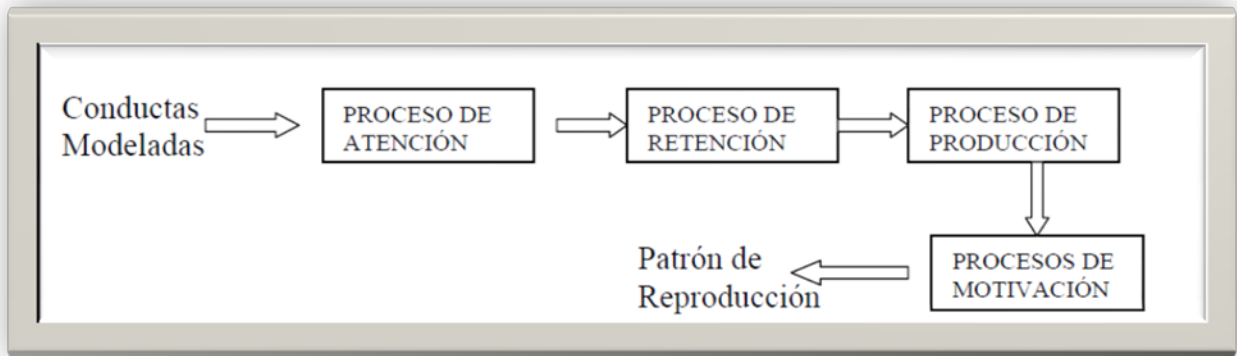 Conductas
Modeladas
PROCESO DE
ATENCIÓN
PROCESO DE
RETENCIÓN
PROCESO DE
PRODUCCIÓN
Patrón de
Reproducción
PROCESOS DE
MOTIVACIÓN